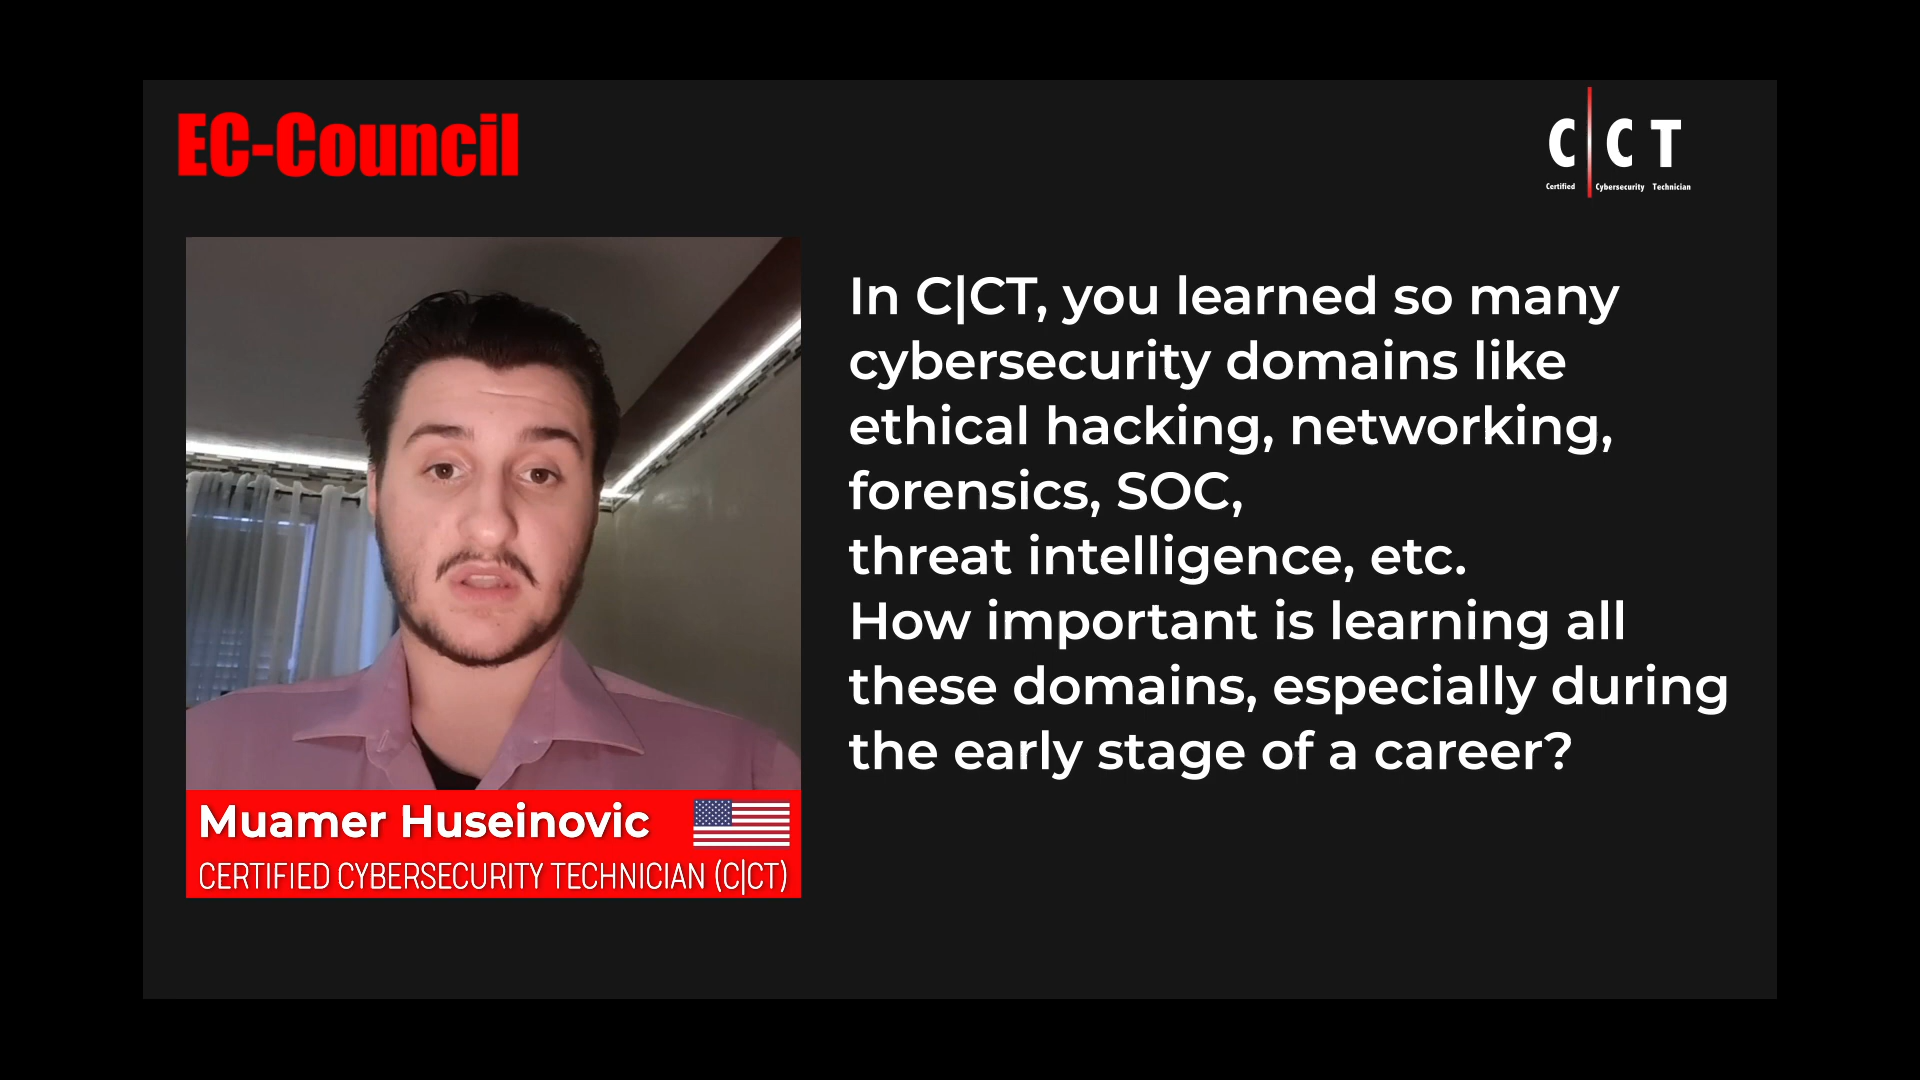 EC-Council
C|CT
Certified Cybersecurity Technician
In C|CT, you learned so many
cybersecurity domains like
ethical hacking, networking,
forensics, SOC,
threat intelligence, etc.
How important is learning all
these domains, especially during
the early stage of a career?
Muamer Huseinovic
CERTIFIED CYBERSECURITY TECHNICIAN (C|CT)